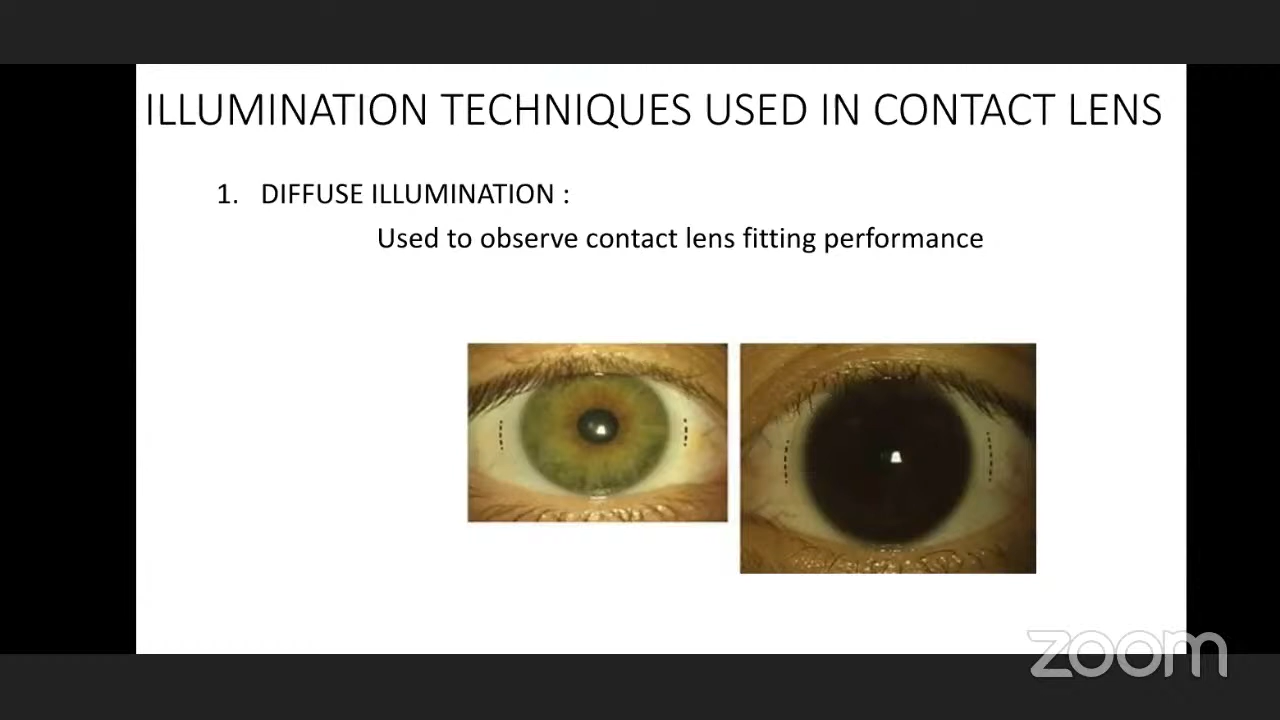 ILLUMINATION TECHNIQUES USED IN CONTACT LENS
1. DIFFUSE ILLUMINATION :
Used to observe contact lens fitting performance
zoom